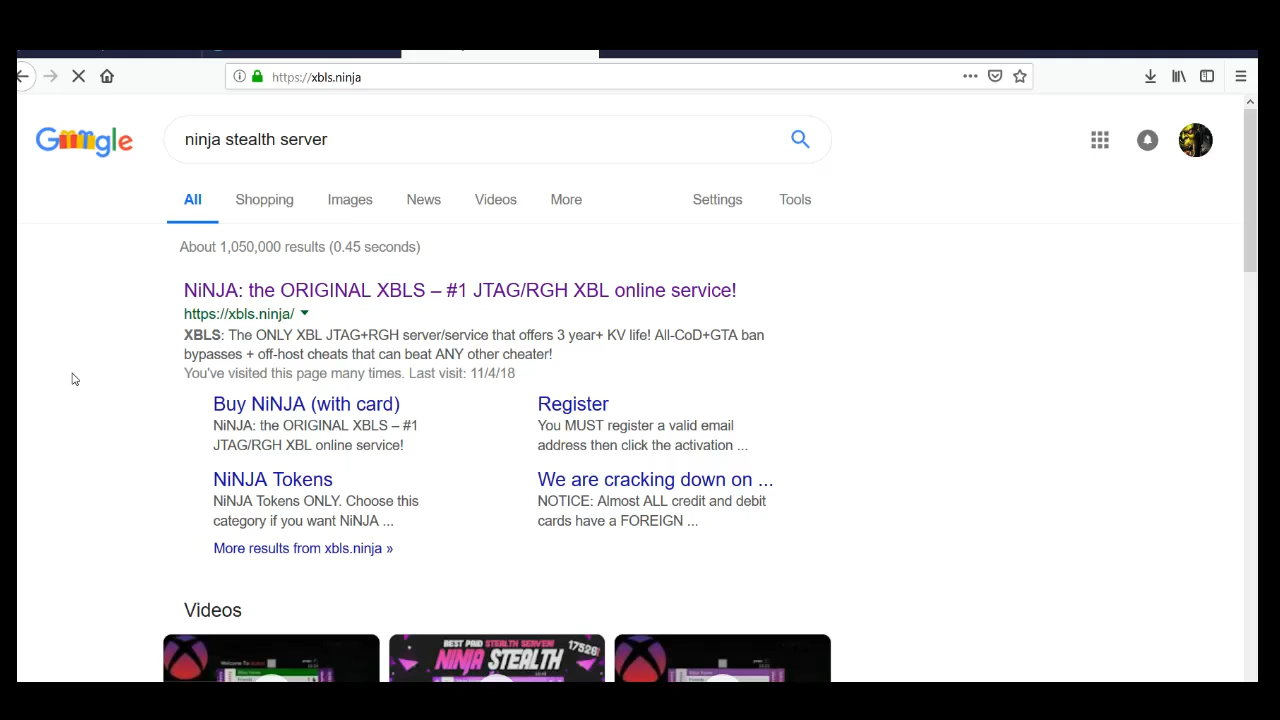 https://xbls.ninja
Google
ninja stealth server
All Shopping Images News Videos More Settings Tools
About 1,050,000 results (0.45 seconds)
NiNJA: the ORIGINAL XBLS – #1 JTAG/RGH XBL online service!
https://xbls.ninja/
XBLS: The ONLY XBL JTAG+RGH server/service that offers 3 year+ KV life! All-CoD+GTA ban
bypasses + off-host cheats that can beat ANY other cheater!
You've visited this page many times. Last visit: 11/4/18
Buy NiNJA (with card)
NiNJA: the ORIGINAL XBLS – #1
JTAG/RGH XBL online service!
Register
You MUST register a valid email
address then click the activation ...
NiNJA Tokens
NiNJA Tokens ONLY. Choose this
category if you want NiNJA ...
We are cracking down on ...
NOTICE: Almost ALL credit and debit
cards have a FOREIGN ...
More results from xbls.ninja »
Videos
BEST PAID STEALTH SERVER!
17526
NINJA STEALTH